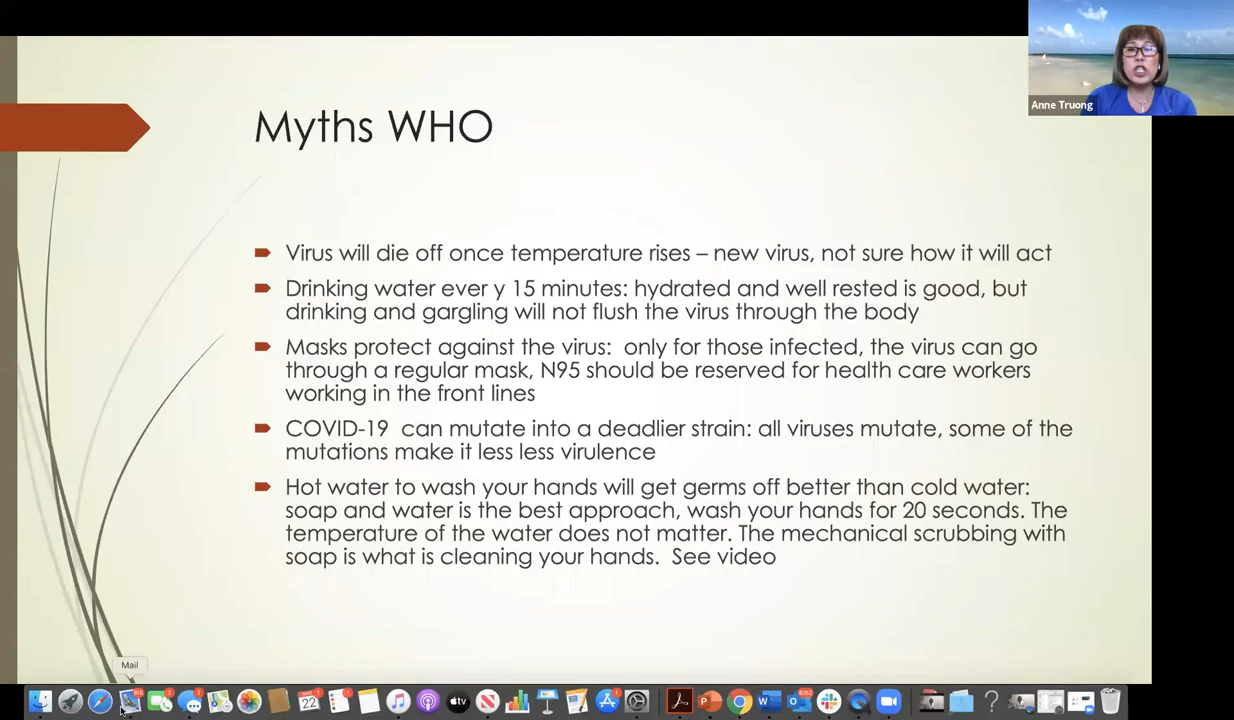 Anne Truong
Myths WHO
Virus will die off once temperature rises – new virus, not sure how it will act
Drinking water ever y 15 minutes: hydrated and well rested is good, but
drinking and gargling will not flush the virus through the body
Masks protect against the virus:  only for those infected, the virus can go
through a regular mask, N95 should be reserved for health care workers
working in the front lines
COVID-19  can mutate into a deadlier strain: all viruses mutate, some of the
mutations make it less less virulence
Hot water to wash your hands will get germs off better than cold water:
soap and water is the best approach, wash your hands for 20 seconds. The
temperature of the water does not matter. The mechanical scrubbing with
soap is what is cleaning your hands.  See video
Mail
22
tv